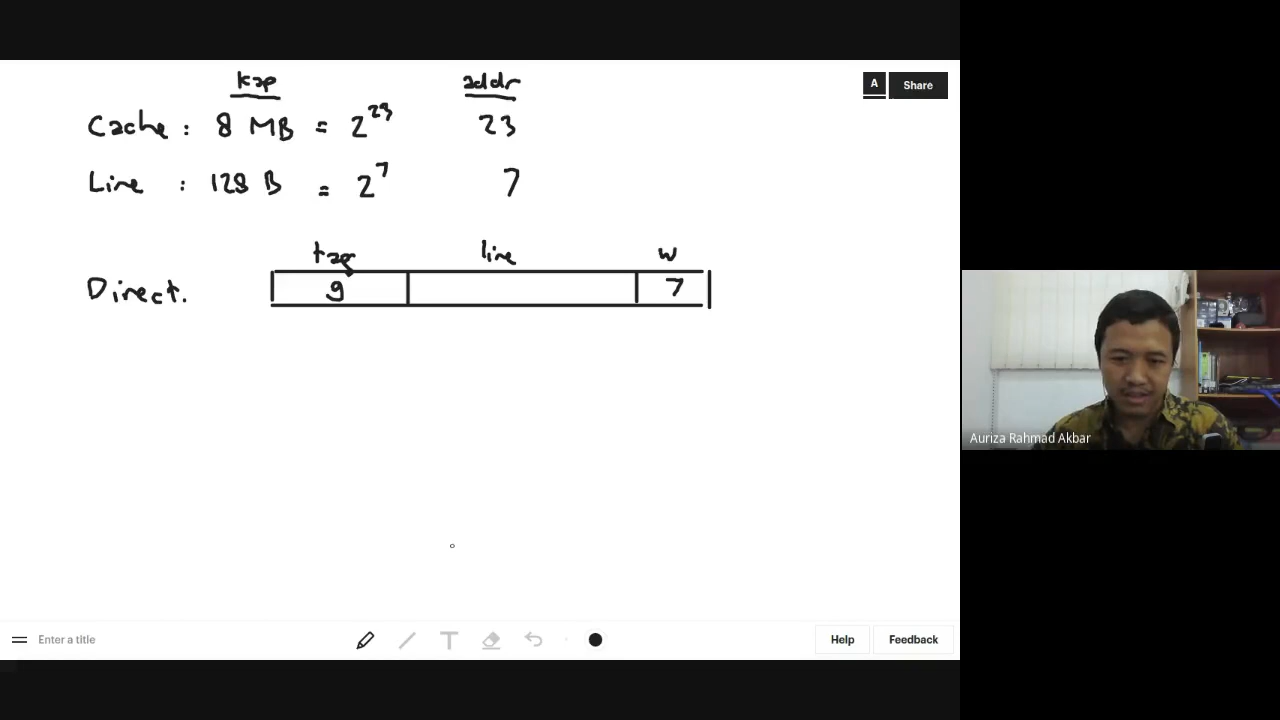 kap addr
Cache : 8 MB = 2^23 23
Line : 128 B = 2^7 7
tag line w
Direct. 9 7
A Share
Auriza Rahmad Akbar
Enter a title T Help Feedback